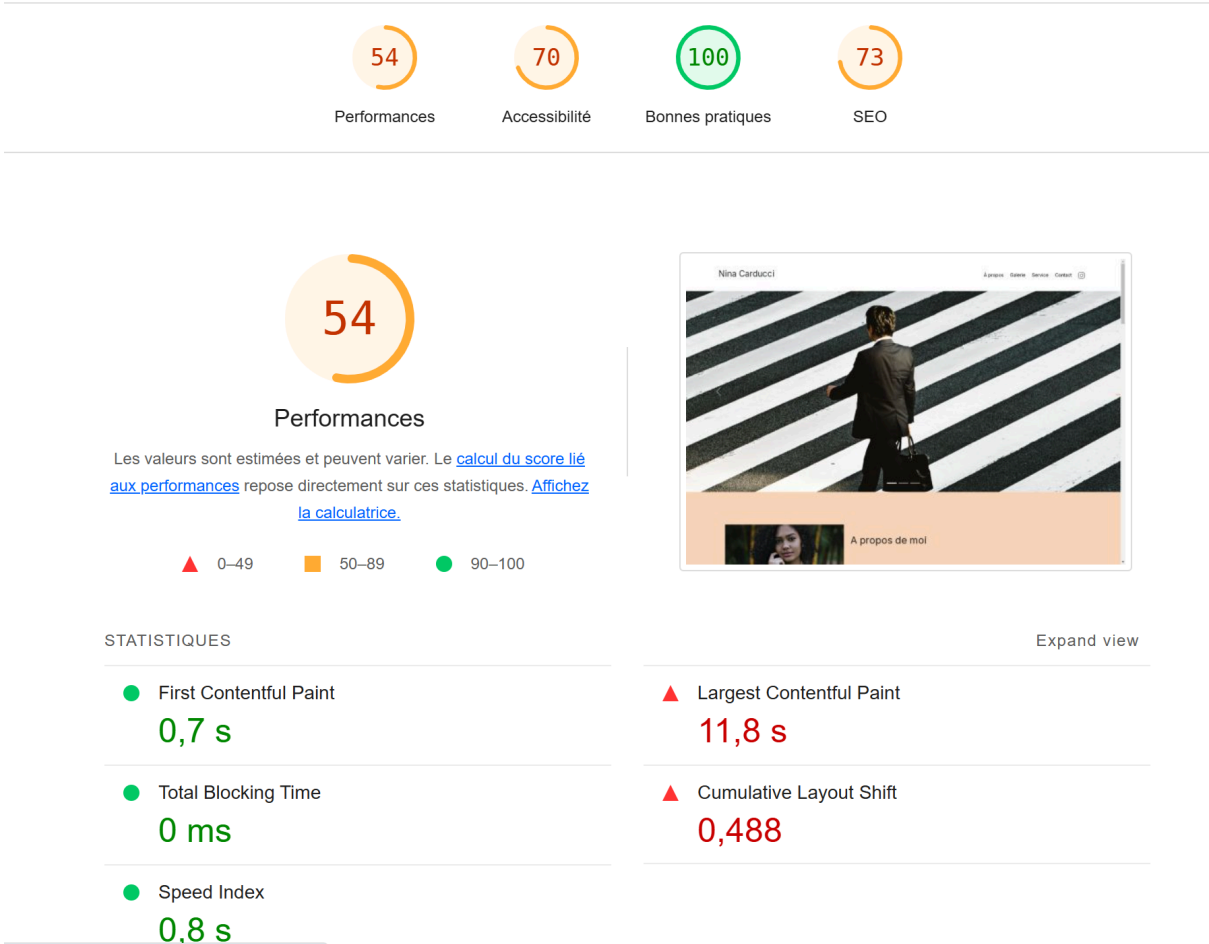 54
70
100
73
Performances
Accessibilité
Bonnes pratiques
SEO
54
Performances
Les valeurs sont estimées et peuvent varier. Le calcul du score lié
aux performances repose directement sur ces statistiques. Affichez
la calculatrice.
0–49
50–89
90–100
Nina Carducci
À propos
Galerie
Service
Contact
A propos de moi
STATISTIQUES
Expand view
First Contentful Paint
0,7 s
Largest Contentful Paint
11,8 s
Total Blocking Time
0 ms
Cumulative Layout Shift
0,488
Speed Index
0,8 s